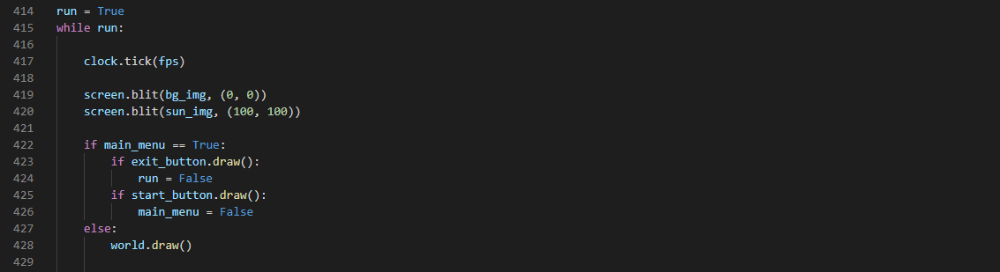 414 run = True
415 while run:
416
417     clock.tick(fps)
418
419     screen.blit(bg_img, (0, 0))
420     screen.blit(sun_img, (100, 100))
421
422     if main_menu == True:
423         if exit_button.draw():
424             run = False
425         if start_button.draw():
426             main_menu = False
427     else:
428         world.draw()
429